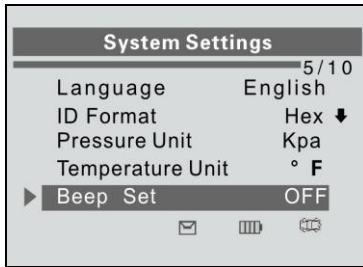 System Settings
5/10
Language English
ID Format Hex
Pressure Unit Kpa
Temperature Unit ° F
Beep Set OFF